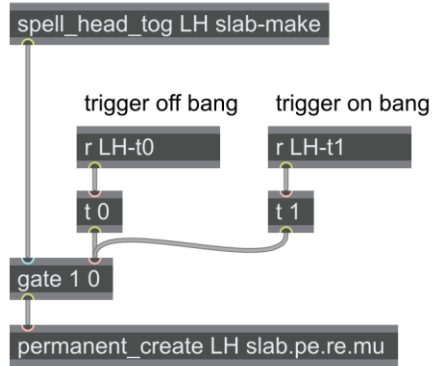 spell_head_tog LH slab-make
trigger off bang
trigger on bang
r LH-t0
r LH-t1
t 0
t 1
gate 1 0
permanent_create LH slab.pe.re.mu